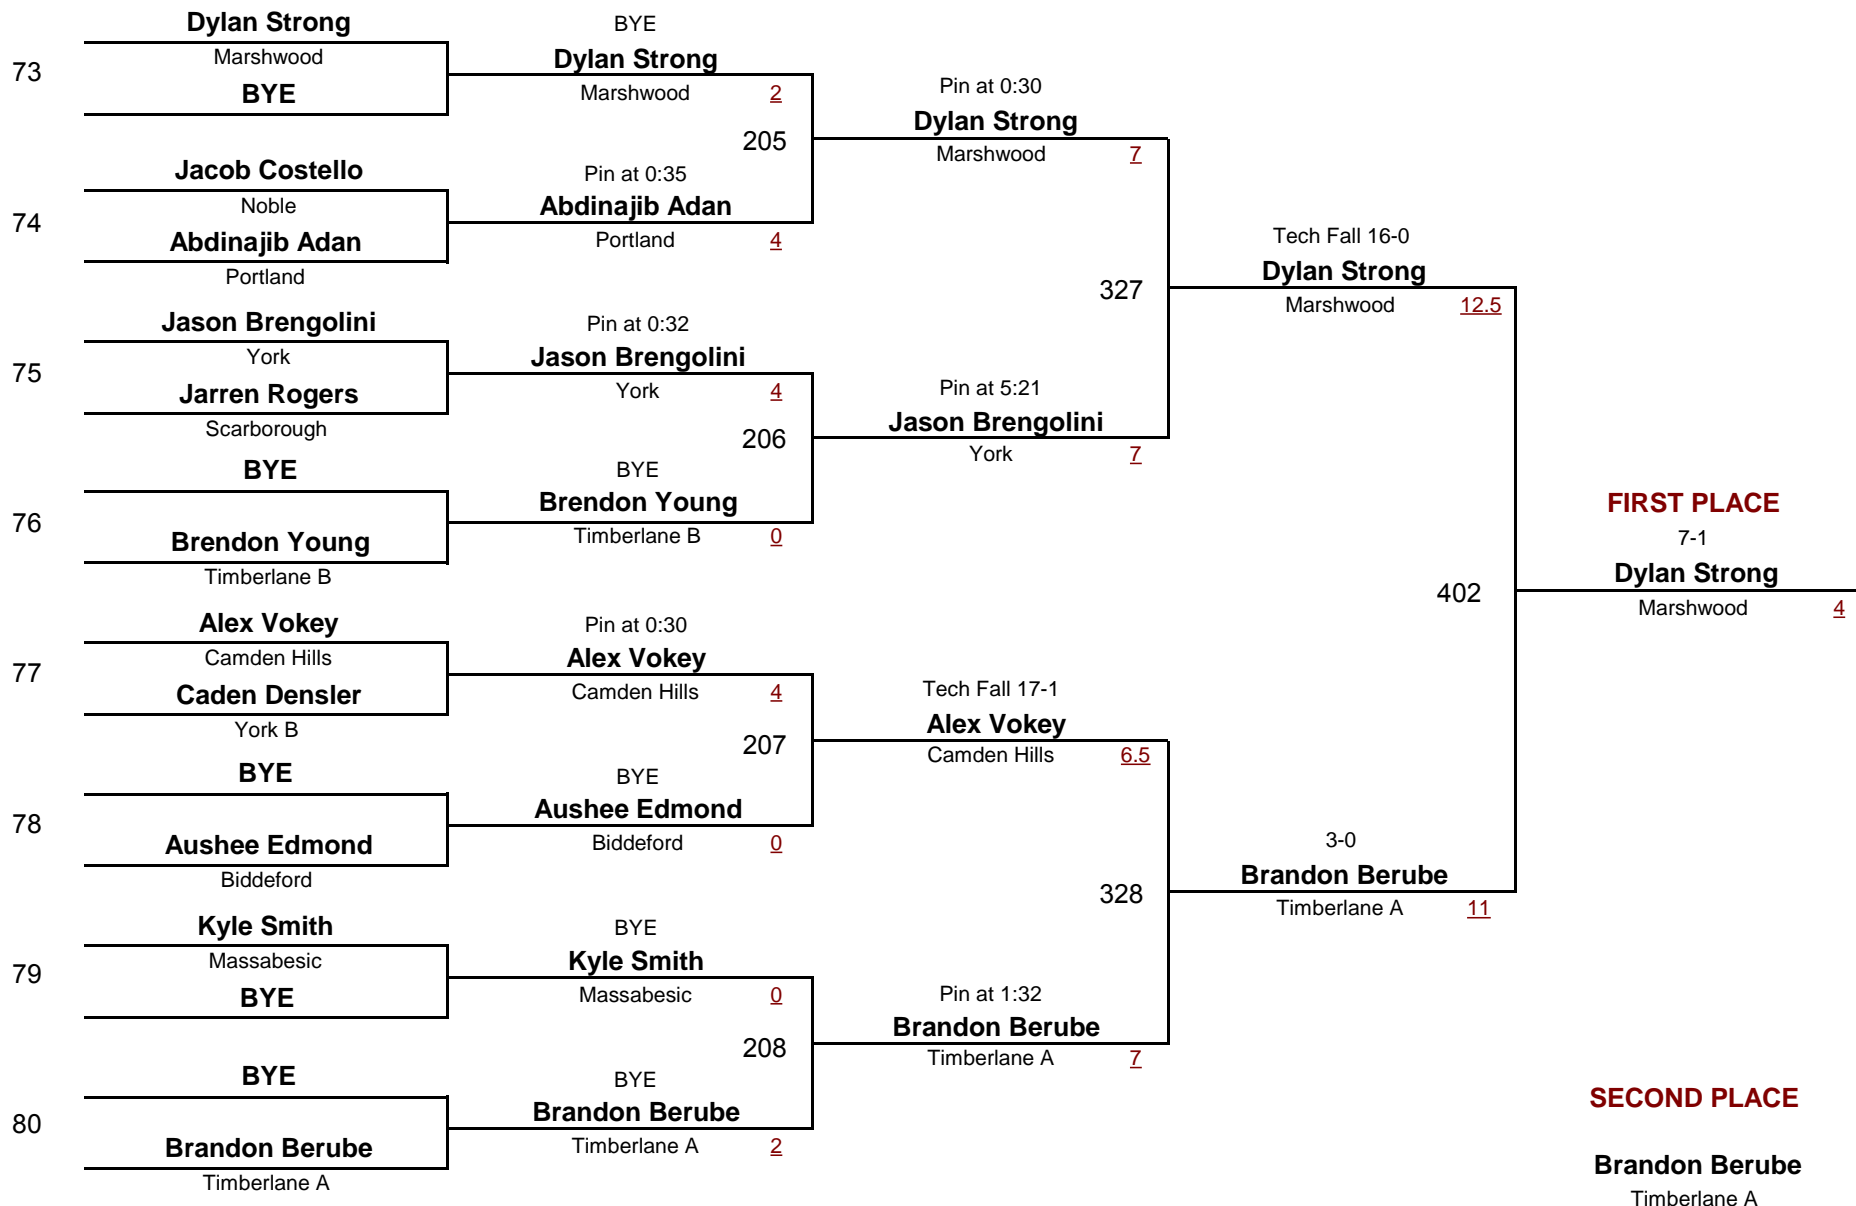 Dylan Strong
73
Marshwood
BYE
Jacob Costello
74
Noble
Abdinajib Adan
Portland
Jason Brengolini
75
York
Jarren Rogers
Scarborough
BYE
76
Brendon Young
Timberlane B
Alex Vokey
77
Camden Hills
Caden Densler
York B
BYE
78
Aushee Edmond
Biddeford
Kyle Smith
79
Massabesic
BYE
BYE
80
Brandon Berube
Timberlane A
BYE
Dylan Strong
Marshwood 2
205
Pin at 0:35
Abdinajib Adan
Portland 4
Pin at 0:32
Jason Brengolini
York 4
206
BYE
Brendon Young
Timberlane B 0
Pin at 0:30
Alex Vokey
Camden Hills 4
207
BYE
Aushee Edmond
Biddeford 0
BYE
Kyle Smith
Massabesic 0
208
BYE
Brandon Berube
Timberlane A 2
Pin at 0:30
Dylan Strong
Marshwood 7
327
Pin at 5:21
Jason Brengolini
York 7
Tech Fall 17-1
Alex Vokey
Camden Hills 6.5
328
Pin at 1:32
Brandon Berube
Timberlane A 7
Tech Fall 16-0
Dylan Strong
Marshwood 12.5
402
3-0
Brandon Berube
Timberlane A 11
FIRST PLACE
7-1
Dylan Strong
Marshwood 4
SECOND PLACE
Brandon Berube
Timberlane A